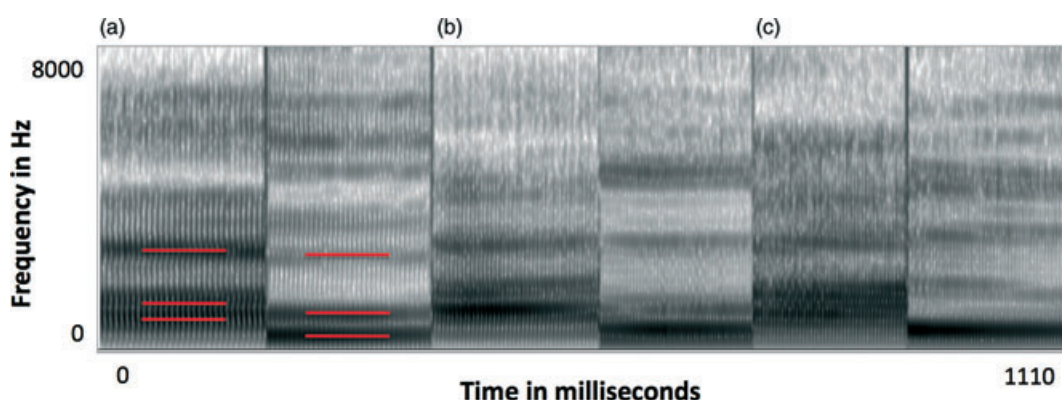 (a) (b) (c)
8000
Frequency in Hz
0
0 1110
Time in milliseconds